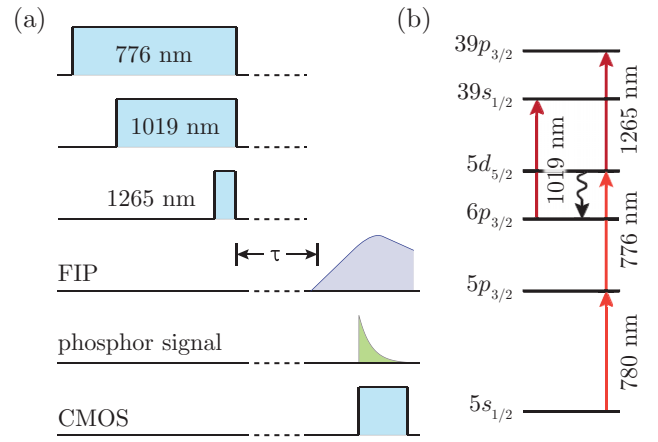 (a)
776 nm
1019 nm
1265 nm
τ
FIP
phosphor signal
CMOS
(b)
39p3/2
39s1/2
5d5/2
6p3/2
5p3/2
5s1/2
1265 nm
1019 nm
776 nm
780 nm